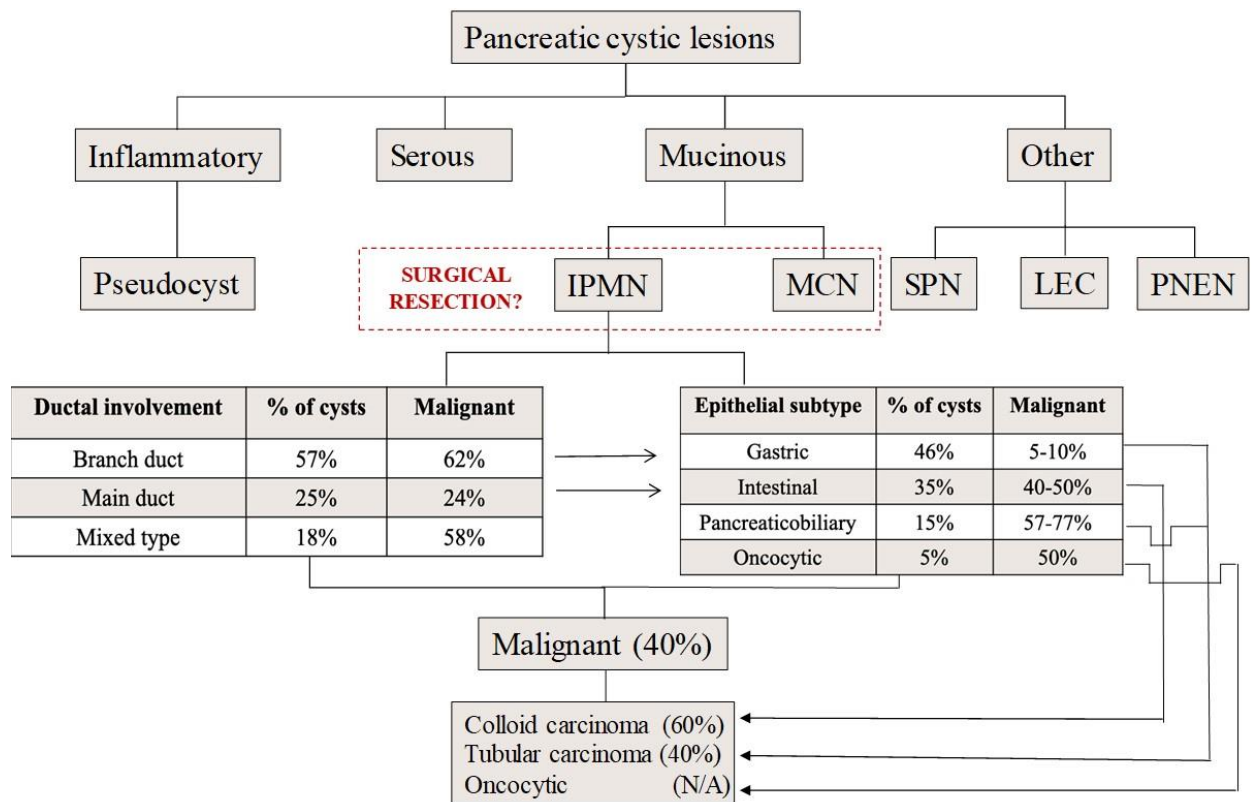 Pancreatic cystic lesions
Inflammatory
Serous
Mucinous
Other
Pseudocyst
SURGICAL
RESECTION?
IPMN
MCN
SPN
LEC
PNEN
Ductal involvement % of cysts Malignant
Branch duct 57% 62%
Main duct 25% 24%
Mixed type 18% 58%
Epithelial subtype % of cysts Malignant
Gastric 46% 5-10%
Intestinal 35% 40-50%
Pancreaticobiliary 15% 57-77%
Oncocytic 5% 50%
Malignant (40%)
Colloid carcinoma (60%)
Tubular carcinoma (40%)
Oncocytic (N/A)